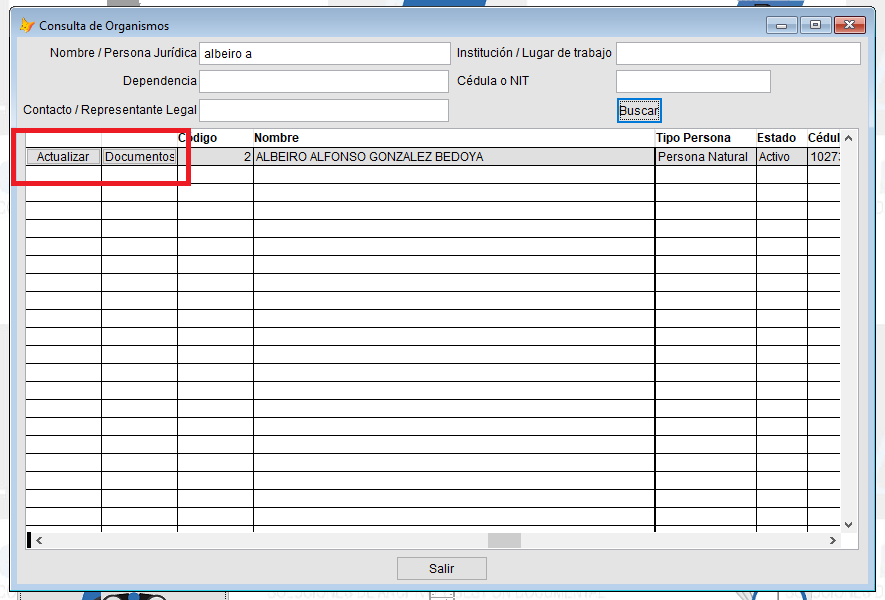 Consulta de Organismos
Nombre / Persona Jurídica albeiro a Institución / Lugar de trabajo
Dependencia Cédula o NIT
Contacto / Representante Legal Buscar
Código Nombre Tipo Persona Estado Cédul
Actualizar Documentos 2 ALBEIRO ALFONSO GONZALEZ BEDOYA Persona Natural Activo 1027
Salir